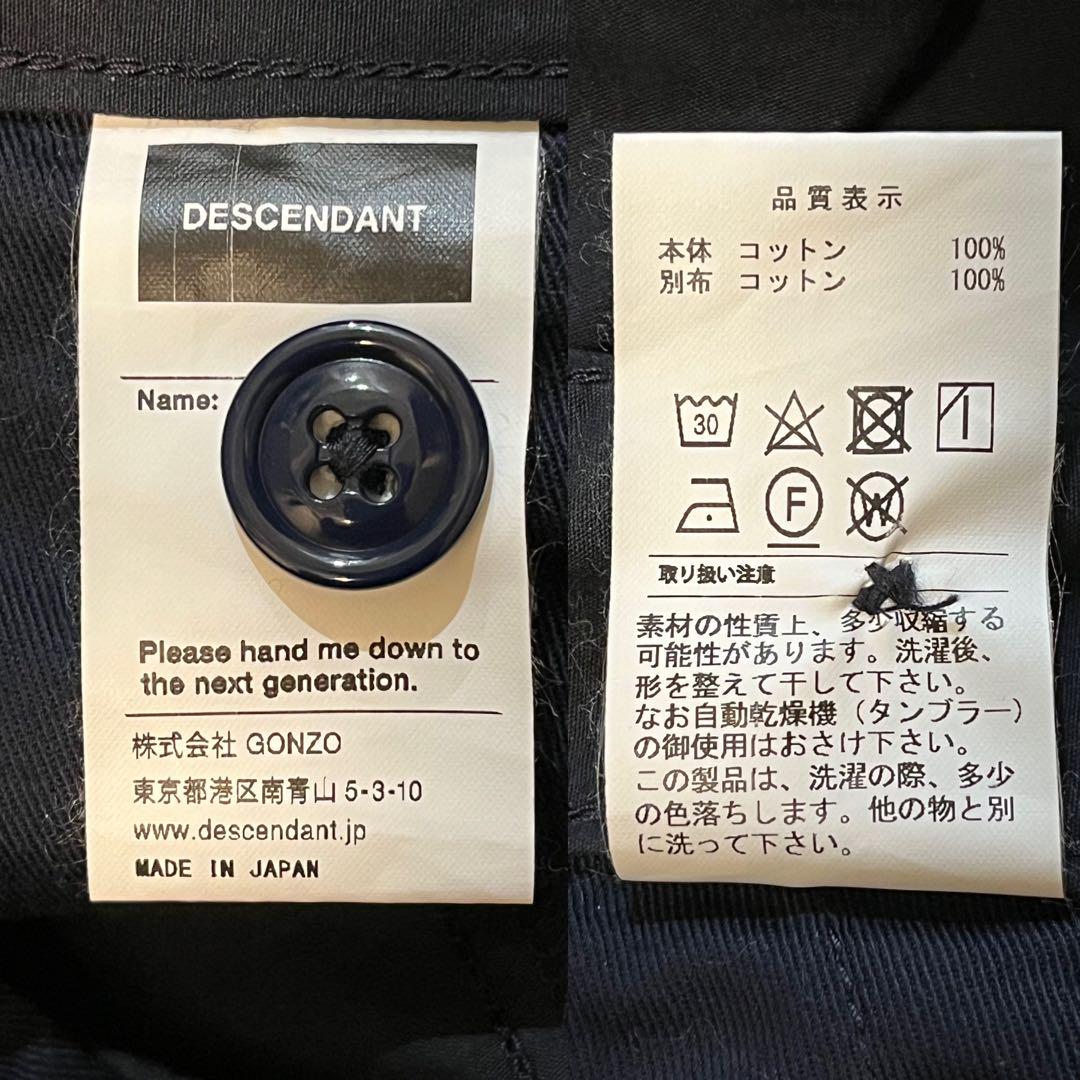 DESCENDANT
Name:
Please hand me down to
the next generation.
株式会社 GONZO
東京都港区南青山 5-3-10
www.descendant.jp
MADE IN JAPAN
品質表示
本体 コットン 100%
別布 コットン 100%
30
F
W
取り扱い注意
素材の性質上、多少収縮する
可能性があります。洗濯後、
形を整えて干して下さい。
なお自動乾燥機（タンブラー）
の御使用はおさけ下さい。
この製品は、洗濯の際、多少
の色落ちします。他の物と別
に洗って下さい。